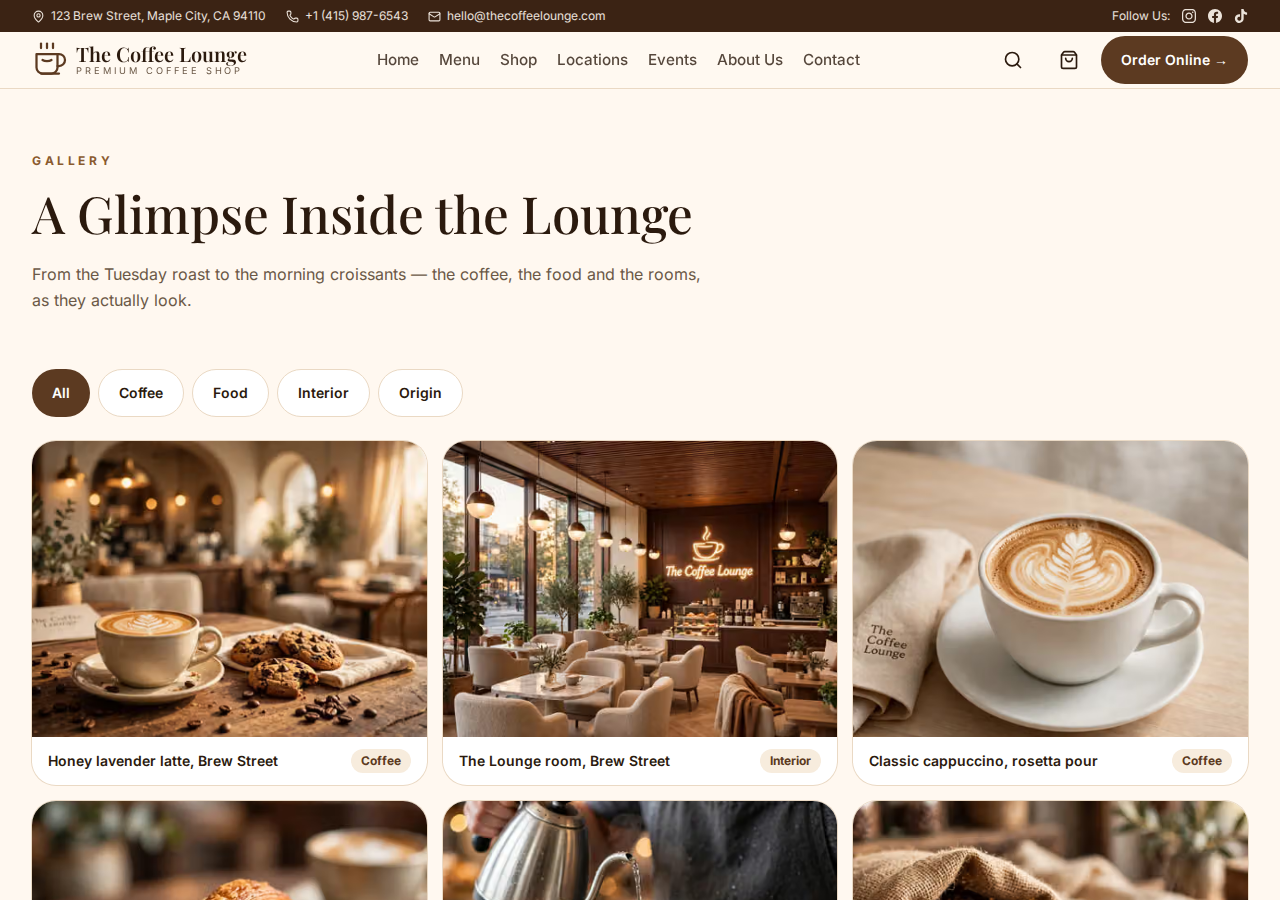 123 Brew Street, Maple City, CA 94110
+1 (415) 987-6543
hello@thecoffeelounge.com
Follow Us:
The Coffee Lounge
PREMIUM COFFEE SHOP
Home
Menu
Shop
Locations
Events
About Us
Contact
Order Online →
GALLERY
A Glimpse Inside the Lounge
From the Tuesday roast to the morning croissants — the coffee, the food and the rooms,
as they actually look.
All
Coffee
Food
Interior
Origin
The Coffee
Lounge
The Coffee Lounge
The
Coffee
Lounge
Honey lavender latte, Brew Street
Coffee
The Lounge room, Brew Street
Interior
Classic cappuccino, rosetta pour
Coffee